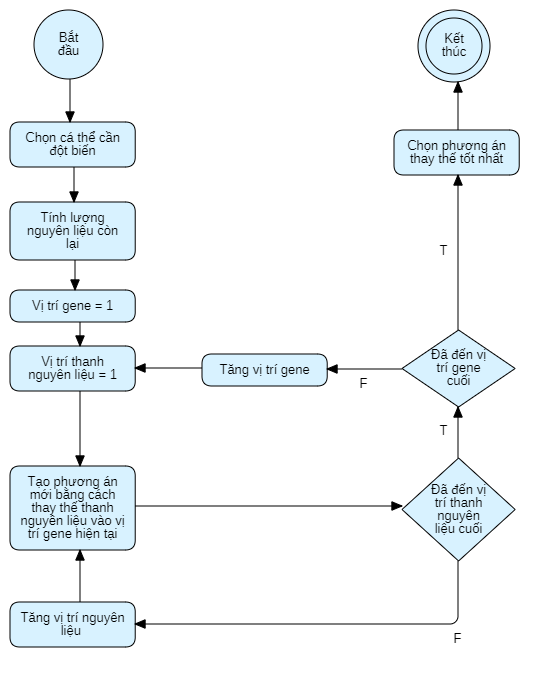 Bắt
đầu
Kết
thúc
Chọn cá thể cần
đột biến
Chọn phương án
thay thế tốt nhất
Tính lượng
nguyên liệu còn
lại
T
Vị trí gene = 1
Vị trí thanh
nguyên liệu = 1
Tăng vị trí gene
F
Đã đến vị
trí gene
cuối
T
Tạo phương án
mới bằng cách
thay thế thanh
nguyên liệu vào vị
trí gene hiện tại
Đã đến vị
trí thanh
nguyên
liệu cuối
Tăng vị trí nguyên
liệu
F